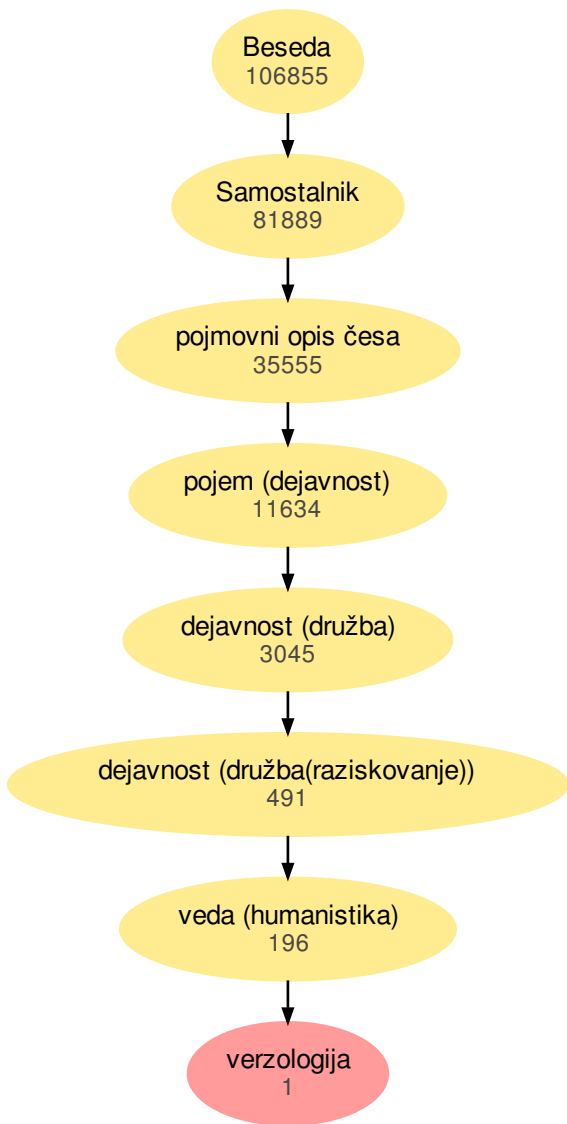 Beseda
106855
Samostalnik
81889
pojmovni opis česa
35555
pojem (dejavnost)
11634
dejavnost (družba)
3045
dejavnost (družba(raziskovanje))
491
veda (humanistika)
196
verzologija
1